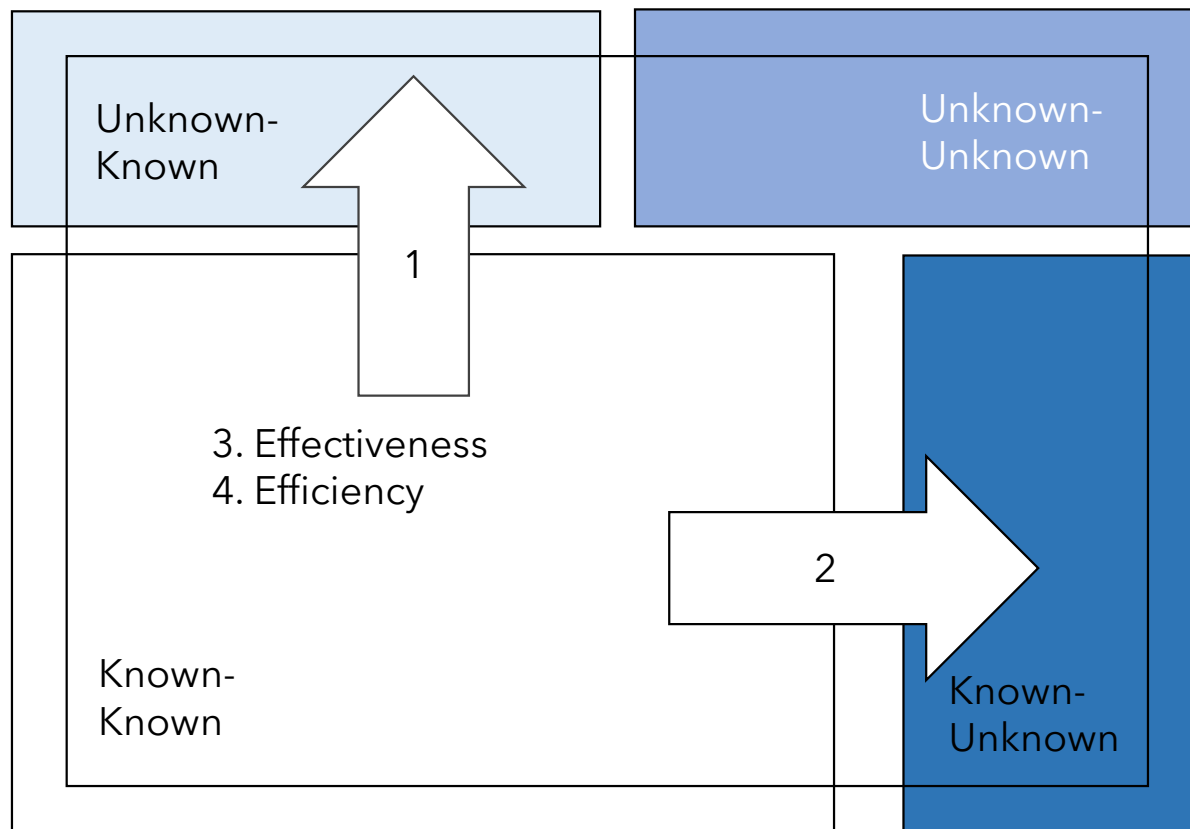 Unknown-
Known
Unknown-
Unknown
1
3. Effectiveness
4. Efficiency
2
Known-
Known
Known-
Unknown